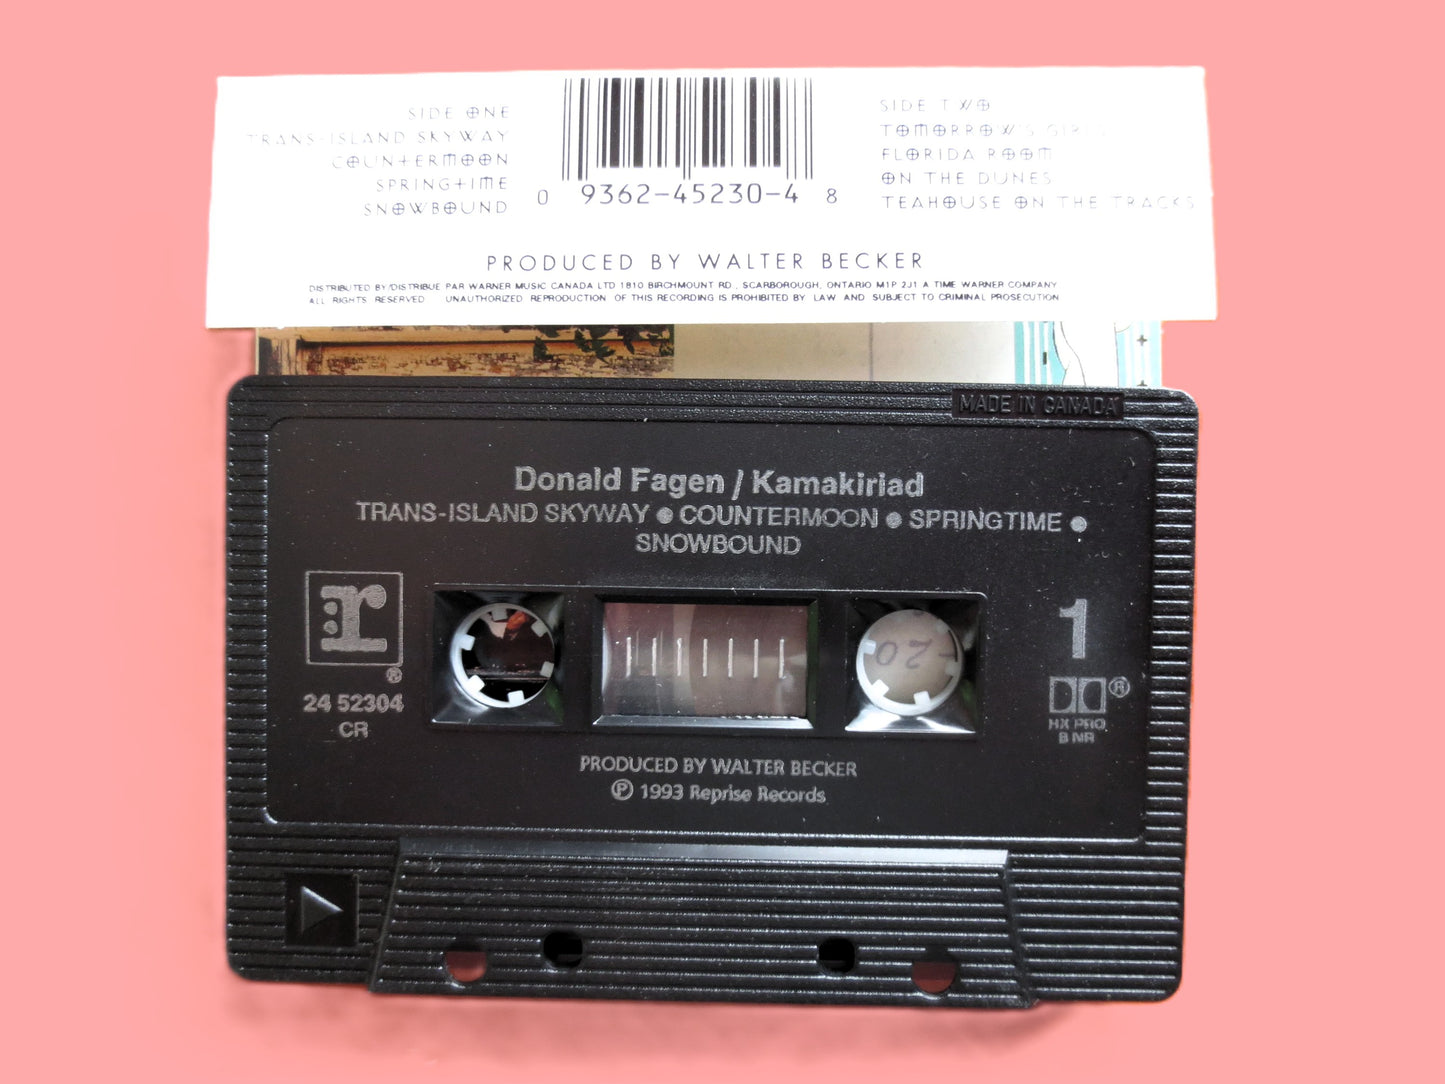 SIDE ONE
TRANS-ISLAND SKYWAY
COUNTERMOON
SPRINGTIME
SNOWBOUND
0 9362-45230-4 8
SIDE TWO
TOMORROW'S GIRLS
FLORIDA ROOM
ON THE DUNES
TEAHOUSE ON THE TRACKS
PRODUCED BY WALTER BECKER
DISTRIBUTED BY/DISTRIBUE PAR WARNER MUSIC CANADA LTD 1810 BIRCHMOUNT RD., SCARBOROUGH, ONTARIO M1P 2J1 A TIME WARNER COMPANY
ALL RIGHTS RESERVED UNAUTHORIZED REPRODUCTION OF THIS RECORDING IS PROHIBITED BY LAW AND SUBJECT TO CRIMINAL PROSECUTION
MADE IN CANADA
Donald Fagen / Kamakiriad
TRANS-ISLAND SKYWAY ● COUNTERMOON ● SPRINGTIME ●
SNOWBOUND
r
®
24 52304
CR
1
®
HX PRO
B NR
PRODUCED BY WALTER BECKER
℗ 1993 Reprise Records